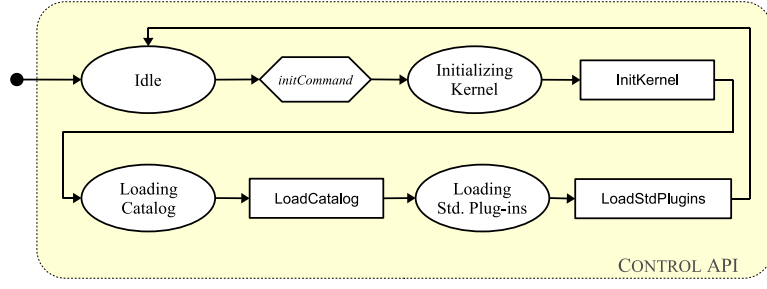 Idle
initCommand
Initializing
Kernel
InitKernel
Loading
Catalog
LoadCatalog
Loading
Std. Plug-ins
LoadStdPlugins
CONTROL API